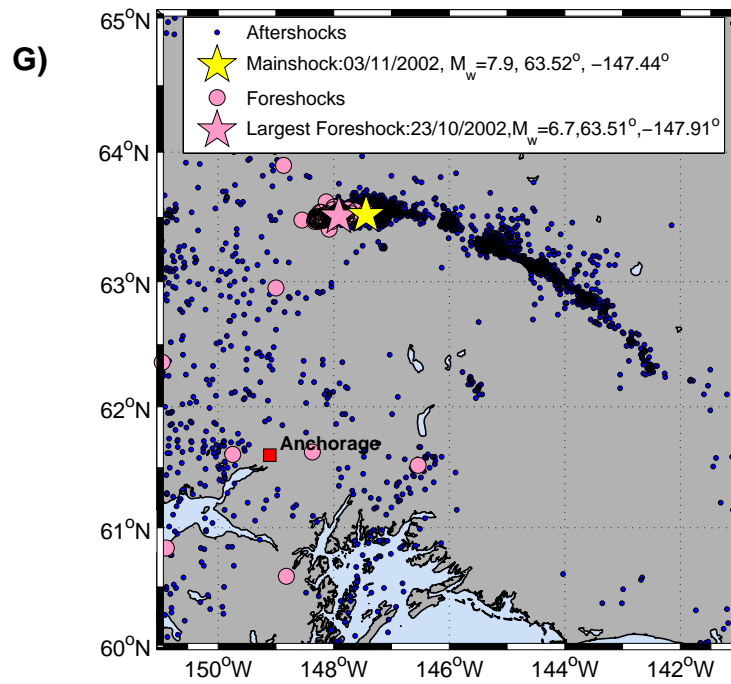 G)
65°N
Aftershocks
Mainshock:03/11/2002, Mw=7.9, 63.52°, −147.44°
Foreshocks
Largest Foreshock:23/10/2002,Mw=6.7,63.51°,−147.91°
64°N
63°N
62°N
Anchorage
61°N
60°N
150°W 148°W 146°W 144°W 142°W